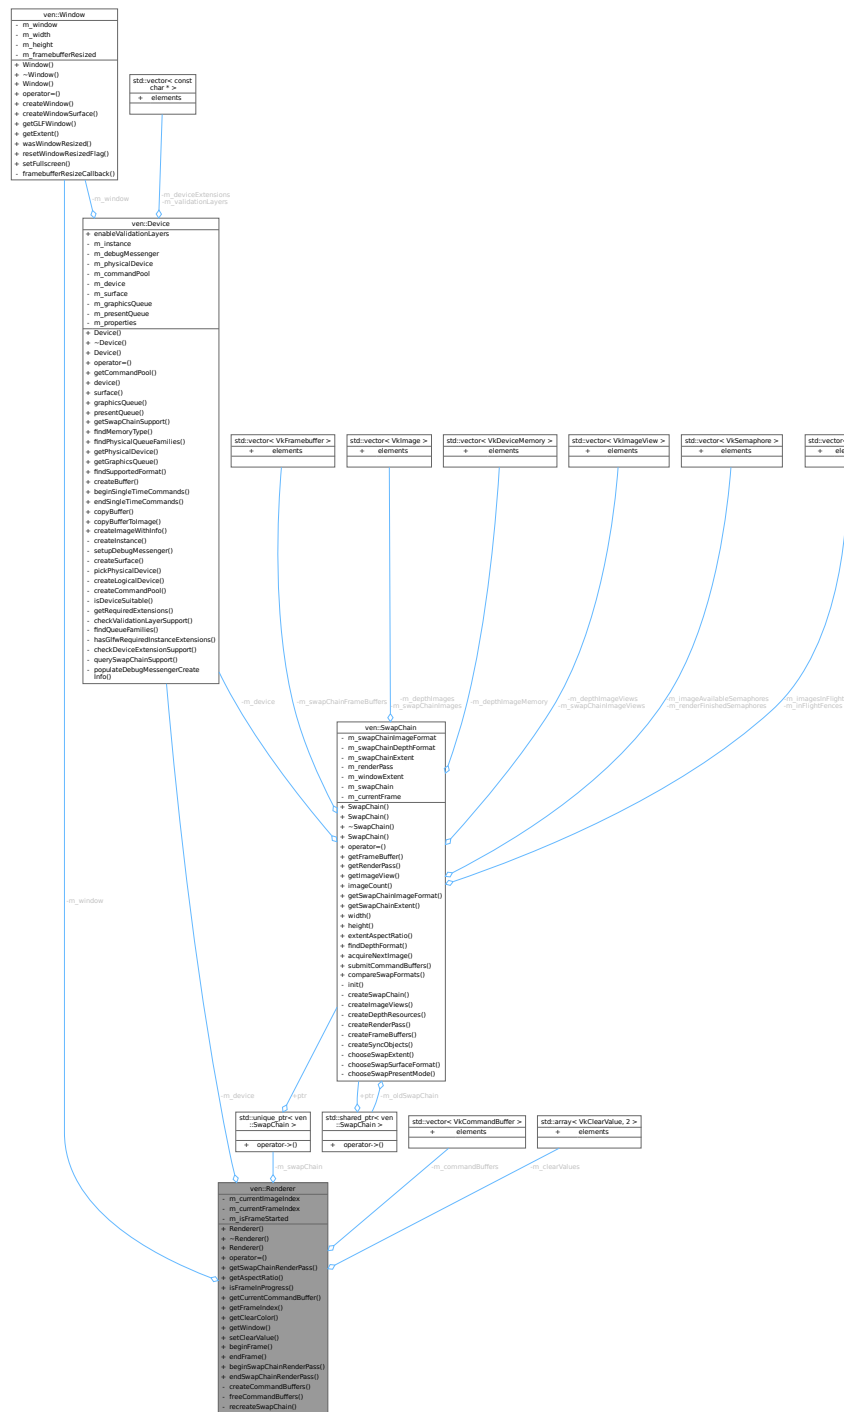 ven::Window
- m_window
- m_width
- m_height
- m_framebufferResized
+ Window()
+ ~Window()
+ Window()
+ operator=()
+ createWindow()
+ createWindowSurface()
+ getGLFWindow()
+ getExtent()
+ wasWindowResized()
+ resetWindowResizedFlag()
+ setFullscreen()
- framebufferResizeCallback()
std::vector< const
char * >
+ elements
-m_window
-m_deviceExtensions
-m_validationLayers
ven::Device
+ enableValidationLayers
- m_instance
- m_debugMessenger
- m_physicalDevice
- m_commandPool
- m_device
- m_surface
- m_graphicsQueue
- m_presentQueue
- m_properties
+ Device()
+ ~Device()
+ Device()
+ operator=()
+ getCommandPool()
+ device()
+ surface()
+ graphicsQueue()
+ presentQueue()
+ getSwapChainSupport()
+ findMemoryType()
+ findPhysicalQueueFamilies()
+ getPhysicalDevice()
+ getGraphicsQueue()
+ findSupportedFormat()
+ createBuffer()
+ beginSingleTimeCommands()
+ endSingleTimeCommands()
+ copyBuffer()
+ copyBufferToImage()
+ createImageWithInfo()
- createInstance()
- setupDebugMessenger()
- createSurface()
- pickPhysicalDevice()
- createLogicalDevice()
- createCommandPool()
- isDeviceSuitable()
- getRequiredExtensions()
- checkValidationLayerSupport()
- findQueueFamilies()
- hasGlfwRequiredInstanceExtensions()
- checkDeviceExtensionSupport()
- querySwapChainSupport()
- populateDebugMessengerCreate
Info()
std::vector< VkFramebuffer >
+ elements
std::vector< VkImage >
+ elements
std::vector< VkDeviceMemory >
+ elements
std::vector< VkImageView >
+ elements
std::vector< VkSemaphore >
+ elements
std::vector<
+ ele
-m_device
-m_swapChainFrameBuffers
-m_depthImages
-m_swapChainImages
-m_depthImageMemory
-m_depthImageViews
-m_swapChainImageViews
-m_imageAvailableSemaphores
-m_renderFinishedSemaphores
-m_imagesInFlight
-m_inFlightFences
ven::SwapChain
- m_swapChainImageFormat
- m_swapChainDepthFormat
- m_swapChainExtent
- m_renderPass
- m_windowExtent
- m_swapChain
- m_currentFrame
+ SwapChain()
+ SwapChain()
+ ~SwapChain()
+ SwapChain()
+ operator=()
+ getFrameBuffer()
+ getRenderPass()
+ getImageView()
+ imageCount()
+ getSwapChainImageFormat()
+ getSwapChainExtent()
+ width()
+ height()
+ extentAspectRatio()
+ findDepthFormat()
+ acquireNextImage()
+ submitCommandBuffers()
+ compareSwapFormats()
- init()
- createSwapChain()
- createImageViews()
- createDepthResources()
- createRenderPass()
- createFrameBuffers()
- createSyncObjects()
- chooseSwapExtent()
- chooseSwapSurfaceFormat()
- chooseSwapPresentMode()
-m_window
-m_device
+ptr
+ptr
-m_oldSwapChain
std::unique_ptr< ven
::SwapChain >
+ operator->()
std::shared_ptr< ven
::SwapChain >
+ operator->()
std::vector< VkCommandBuffer >
+ elements
std::array< VkClearValue, 2 >
+ elements
-m_swapChain
-m_commandBuffers
-m_clearValues
ven::Renderer
- m_currentImageIndex
- m_currentFrameIndex
- m_isFrameStarted
+ Renderer()
+ ~Renderer()
+ Renderer()
+ operator=()
+ getSwapChainRenderPass()
+ getAspectRatio()
+ isFrameInProgress()
+ getCurrentCommandBuffer()
+ getFrameIndex()
+ getClearColor()
+ getWindow()
+ setClearValue()
+ beginFrame()
+ endFrame()
+ beginSwapChainRenderPass()
+ endSwapChainRenderPass()
- createCommandBuffers()
- freeCommandBuffers()
- recreateSwapChain()